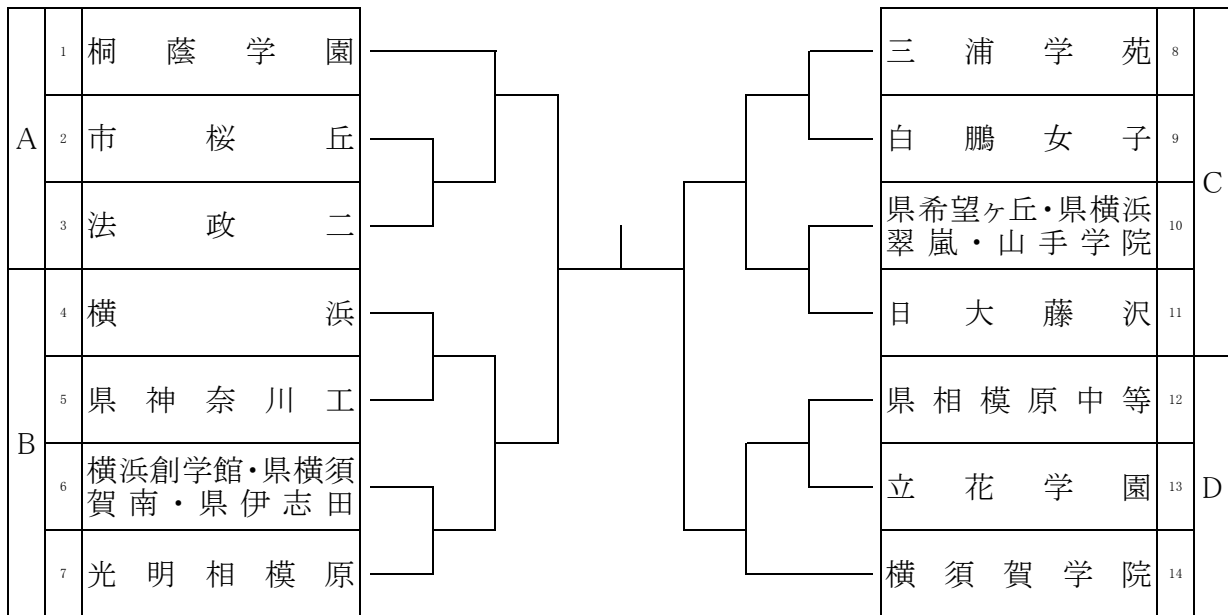 A
1 桐蔭学園
2 市桜丘
3 法政二
B
4 横浜
5 県神奈川工
6 横浜創学館・県横須
賀南・県伊志田
7 光明相模原
三浦学苑 8
白鵬女子 9
県希望ヶ丘・県横浜
翠嵐・山手学院 10
日大藤沢 11
C
県相模原中等 12
立花学園 13
横須賀学院 14
D